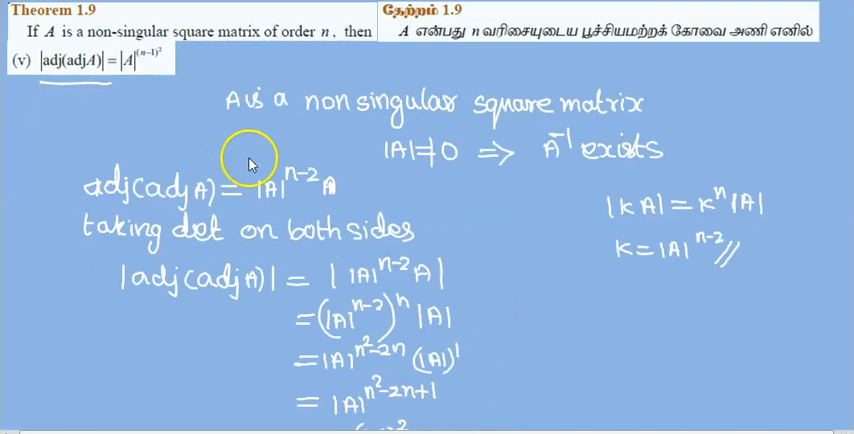 Theorem 1.9
If A is a non-singular square matrix of order n, then
(v) |adj(adjA)| = |A|^(n−1)^2
தேற்றம் 1.9
A என்பது n வரிசையுடைய பூச்சியமற்றக் கோவை அணி எனில்
A is a non singular square matrix
|A| ≠ 0 ⇒ A^-1 exists
adj(adj A) = |A|^n-2 A
taking det on both sides
|adj(adj A)| = | |A|^n-2 A|
= (|A|^n-2)^n |A|
= |A|^n^2-2n (|A|)^1
= |A|^n^2-2n+1
|KA| = K^n |A|
K = |A|^n-2 //